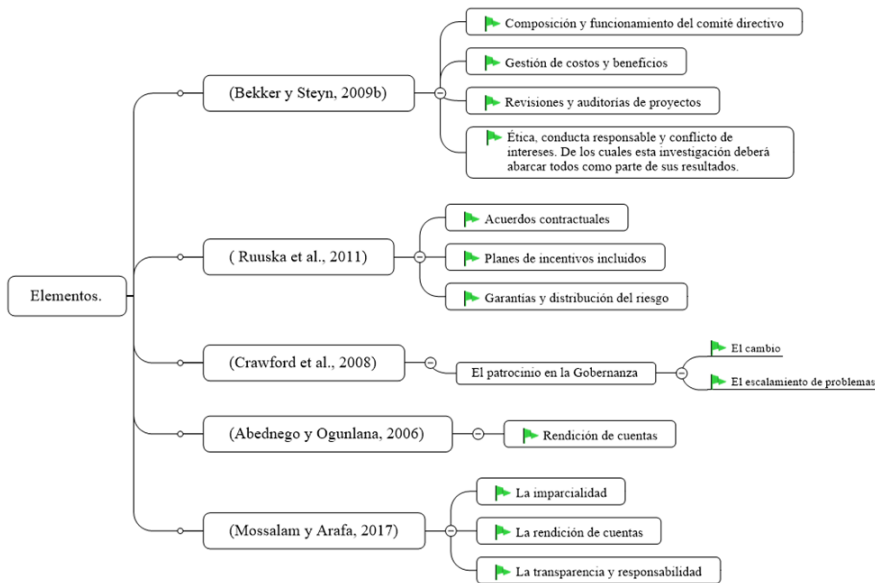 Elementos.
(Bekker y Steyn, 2009b)
Composición y funcionamiento del comité directivo
Gestión de costos y beneficios
Revisiones y auditorias de proyectos
Ética, conducta responsable y conflicto de
intereses. De los cuales esta investigación deberá
abarcar todos como parte de sus resultados.
( Ruuska et al., 2011)
Acuerdos contractuales
Planes de incentivos incluidos
Garantías y distribución del riesgo
(Crawford et al., 2008)
El patrocinio en la Gobernanza
El cambio
El escalamiento de problemas
(Abednego y Ogunlana, 2006)
Rendición de cuentas
(Mossalam y Arafa, 2017)
La imparcialidad
La rendición de cuentas
La transparencia y responsabilidad